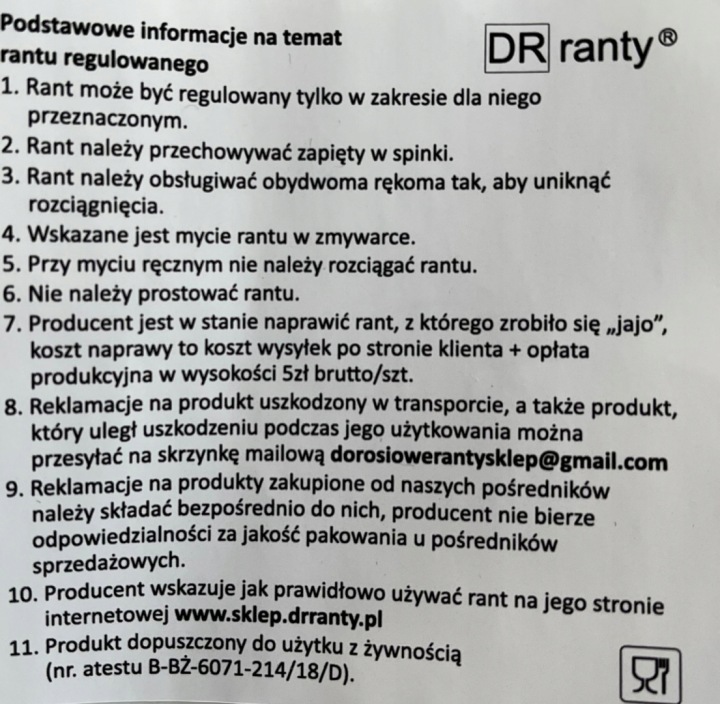 Podstawowe informacje na temat
rantu regulowanego
DR ranty®
1. Rant może być regulowany tylko w zakresie dla niego
przeznaczonym.
2. Rant należy przechowywać zapięty w spinki.
3. Rant należy obsługiwać obydwoma rękoma tak, aby uniknąć
rozciągnięcia.
4. Wskazane jest mycie rantu w zmywarce.
5. Przy myciu ręcznym nie należy rozciągać rantu.
6. Nie należy prostować rantu.
7. Producent jest w stanie naprawić rant, z którego zrobiło się „jajo”,
koszt naprawy to koszt wysyłek po stronie klienta + opłata
produkcyjna w wysokości 5zł brutto/szt.
8. Reklamacje na produkt uszkodzony w transporcie, a także produkt,
który uległ uszkodzeniu podczas jego użytkowania można
przesyłać na skrzynkę mailową dorosiowerantysklep@gmail.com
9. Reklamacje na produkty zakupione od naszych pośredników
należy składać bezpośrednio do nich, producent nie bierze
odpowiedzialności za jakość pakowania u pośredników
sprzedażowych.
10. Producent wskazuje jak prawidłowo używać rant na jego stronie
internetowej www.sklep.drranty.pl
11. Produkt dopuszczony do użytku z żywnością
(nr. atestu B-BŻ-6071-214/18/D).